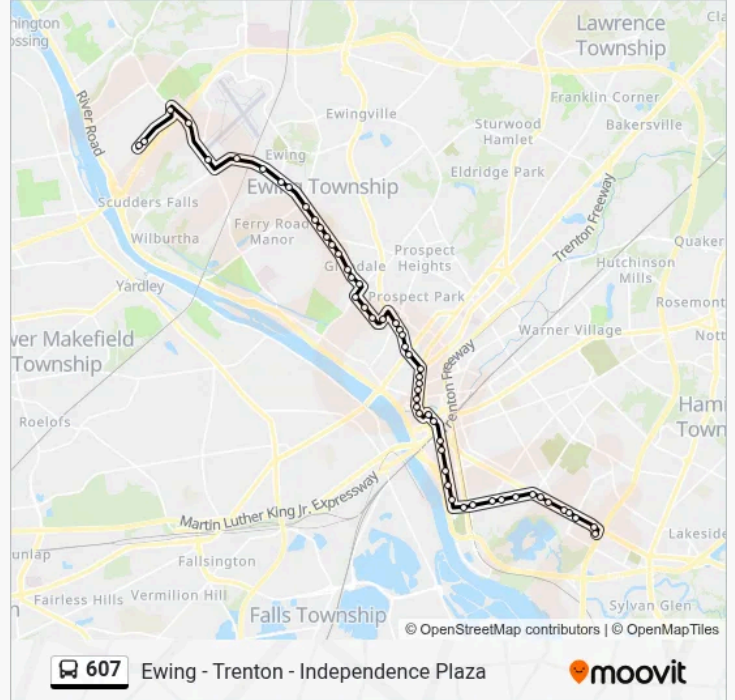 hington
ossing
Lawrence
Township
Cla
River Road
Franklin Corner
Ewingville
Sturwood
Hamlet
Bakersville
Ewing
Ewing Township
Eldridge Park
Scudders Falls
Trenton Freeway
Ferry Road
Manor
Wilburtha
Prospect
Heights
Quaker
Hutchinson
Mills
Glendale
Yardley
Prospect Park
Rosemont
wer Makefield
Township
Warner Village
Nott
Trenton Freeway
Roelofs
Ham
Town
Martin Luther King Jr. Expressway
Lakeside
unlap
Fallsington
Fairless Hills
Vermilion Hill
Falls Township
Sylvan Glen
© OpenStreetMap contributors | © OpenMapTiles
607
Ewing - Trenton - Independence Plaza
moovit